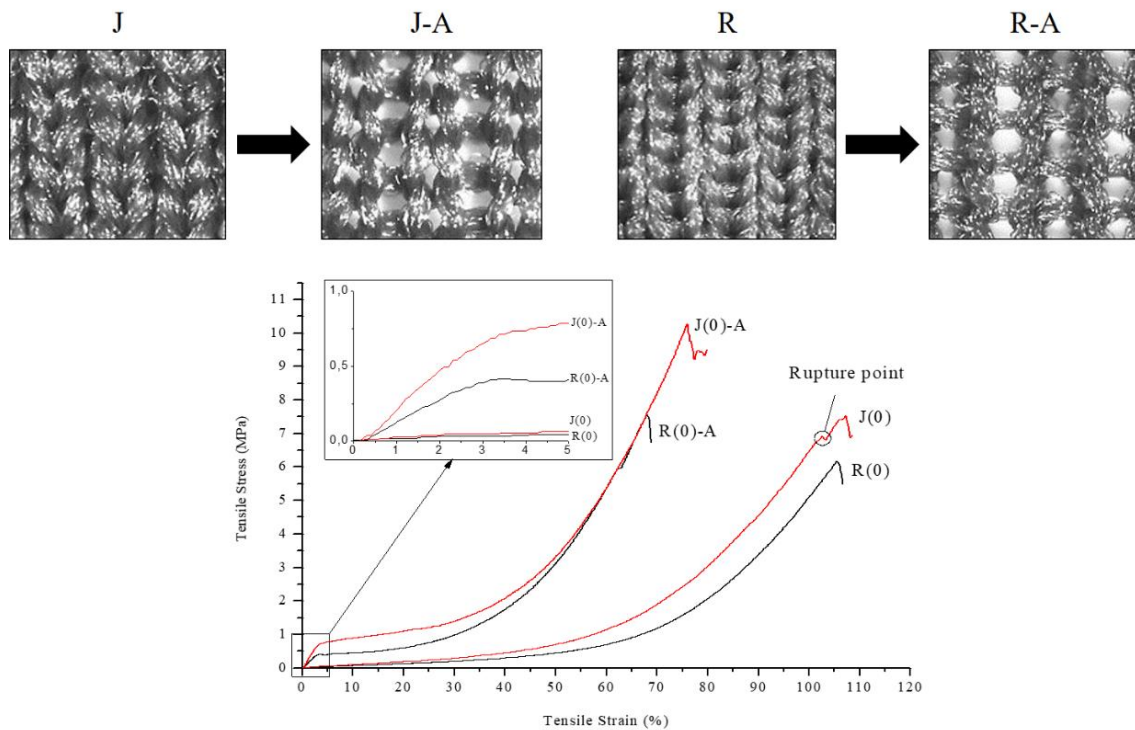 J
J-A
R
R-A
1,0
0,5
0,0
0
1
2
3
4
5
J(0)-A
R(0)-A
J(0)
R(0)
11
10
9
8
7
6
5
4
3
2
1
0
Tensile Stress (MPa)
J(0)-A
R(0)-A
Rupture point
J(0)
R(0)
0
10
20
30
40
50
60
70
80
90
100
110
120
Tensile Strain (%)